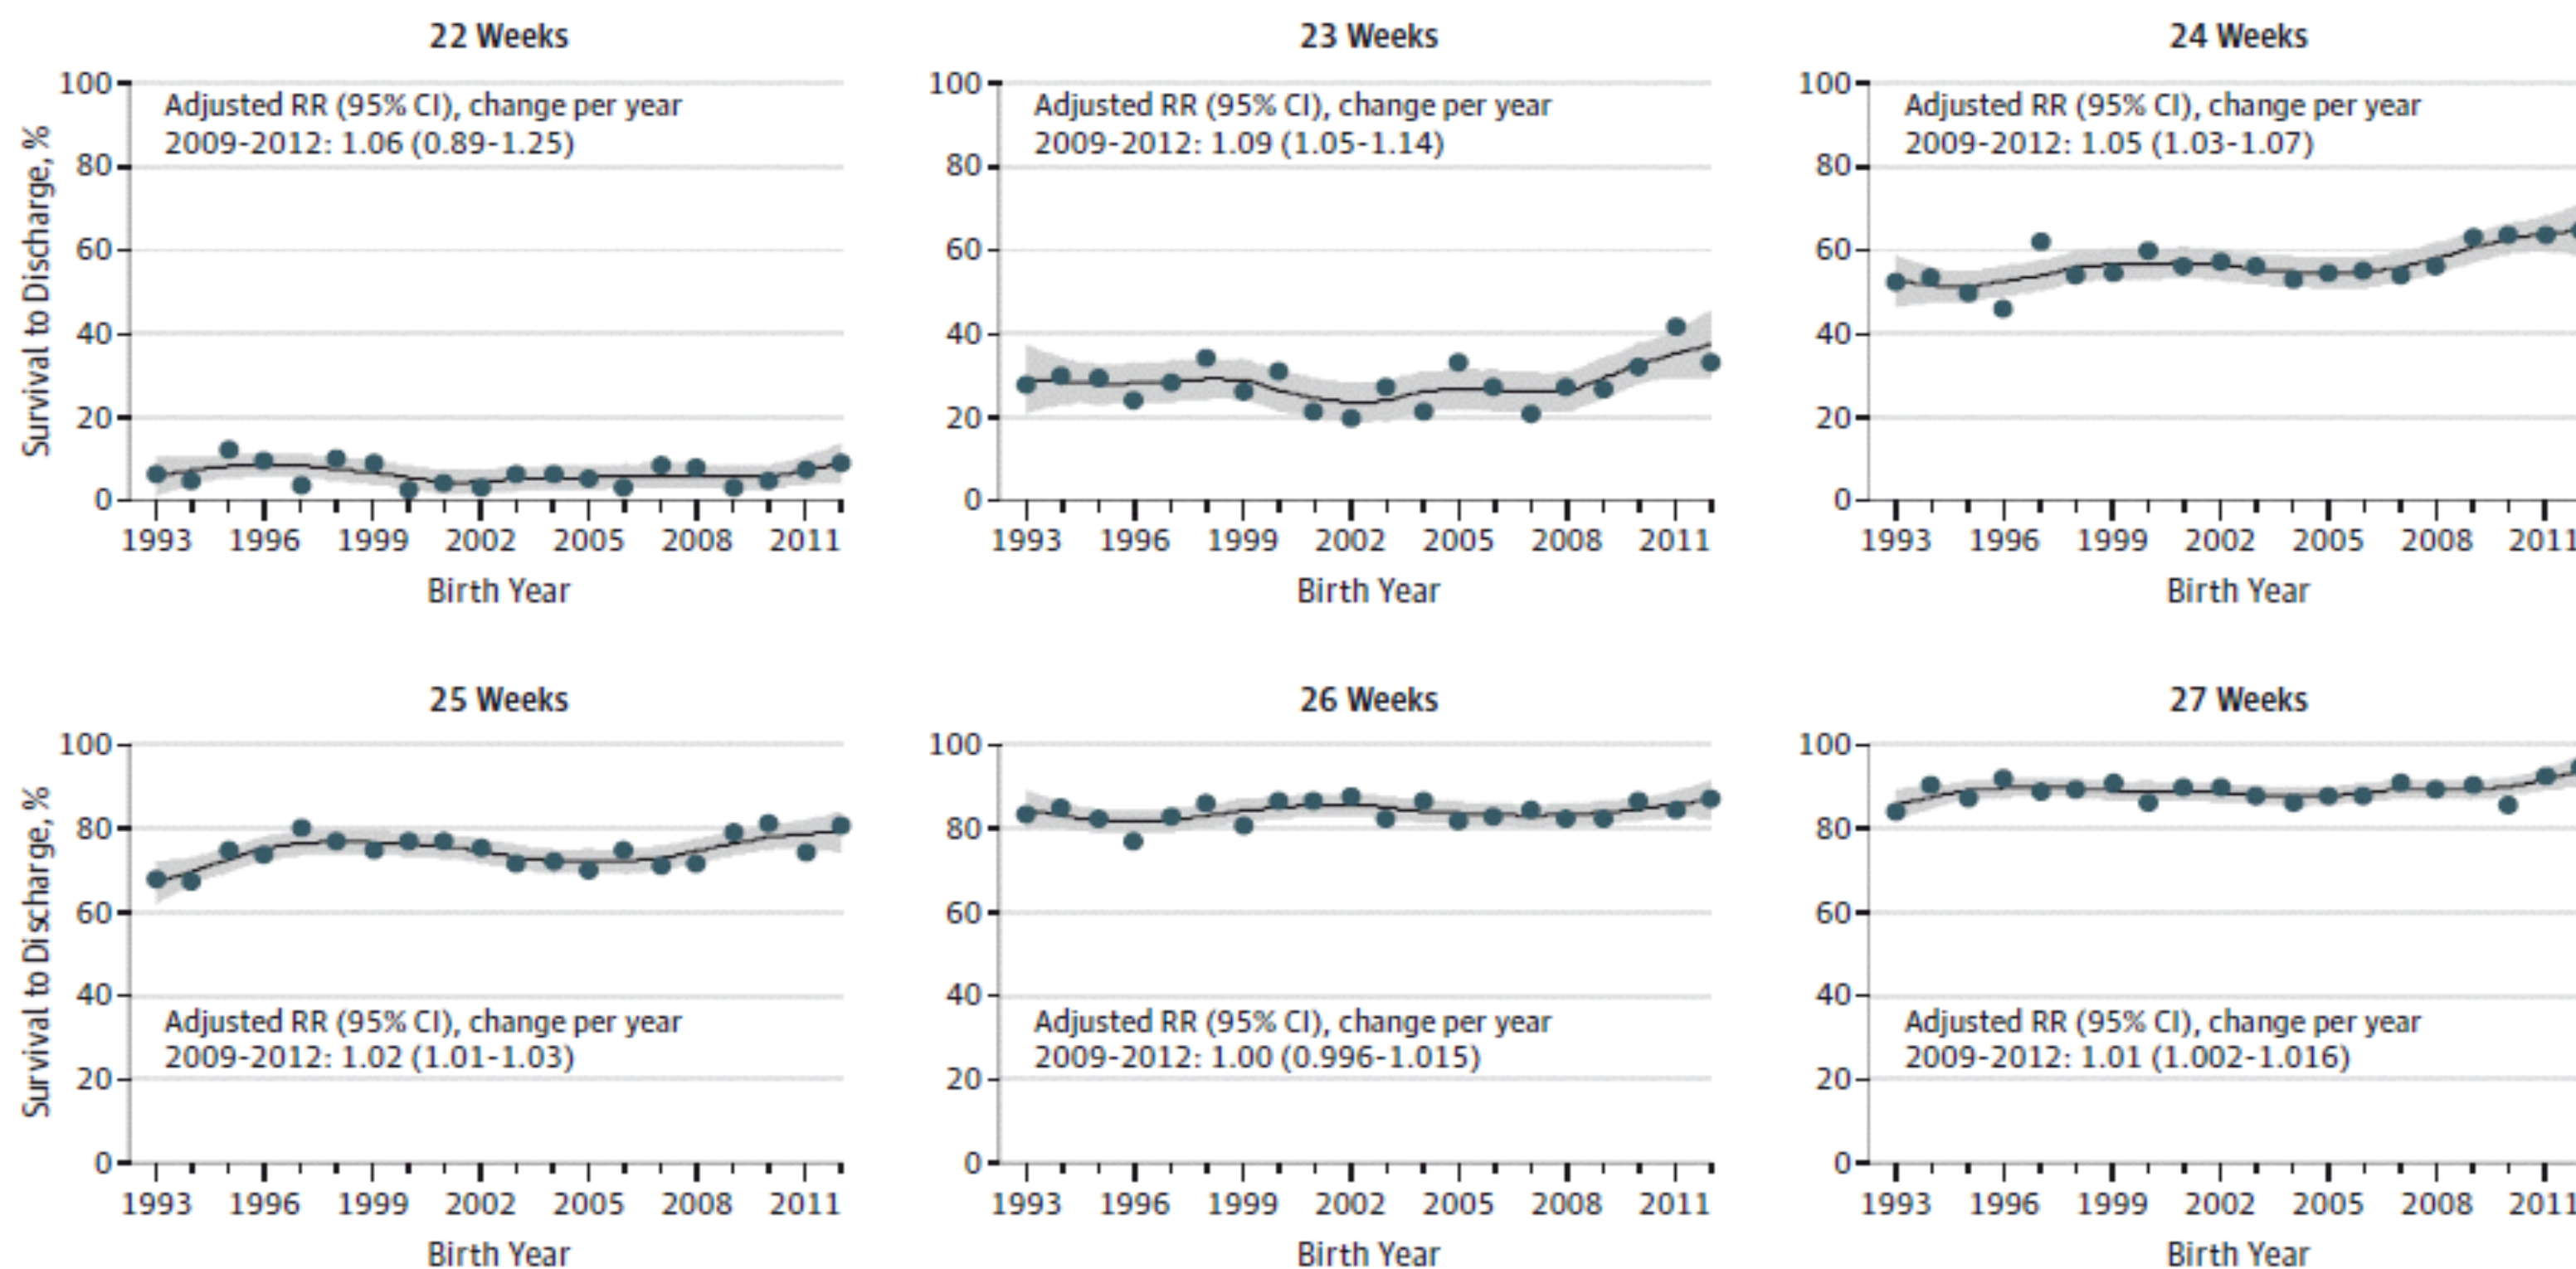 22 Weeks
23 Weeks
24 Weeks
100
80
60
40
20
0
Survival to Discharge, %
Adjusted RR (95% CI), change per year
2009-2012: 1.06 (0.89-1.25)
1993 1996 1999 2002 2005 2008 2011
Birth Year
100
80
60
40
20
0
Adjusted RR (95% CI), change per year
2009-2012: 1.09 (1.05-1.14)
1993 1996 1999 2002 2005 2008 2011
Birth Year
100
80
60
40
20
0
Adjusted RR (95% CI), change per year
2009-2012: 1.05 (1.03-1.07)
1993 1996 1999 2002 2005 2008 2011
Birth Year
25 Weeks
26 Weeks
27 Weeks
100
80
60
40
20
0
Survival to Discharge, %
Adjusted RR (95% CI), change per year
2009-2012: 1.02 (1.01-1.03)
1993 1996 1999 2002 2005 2008 2011
Birth Year
100
80
60
40
20
0
Adjusted RR (95% CI), change per year
2009-2012: 1.00 (0.996-1.015)
1993 1996 1999 2002 2005 2008 2011
Birth Year
100
80
60
40
20
0
Adjusted RR (95% CI), change per year
2009-2012: 1.01 (1.002-1.016)
1993 1996 1999 2002 2005 2008 2011
Birth Year